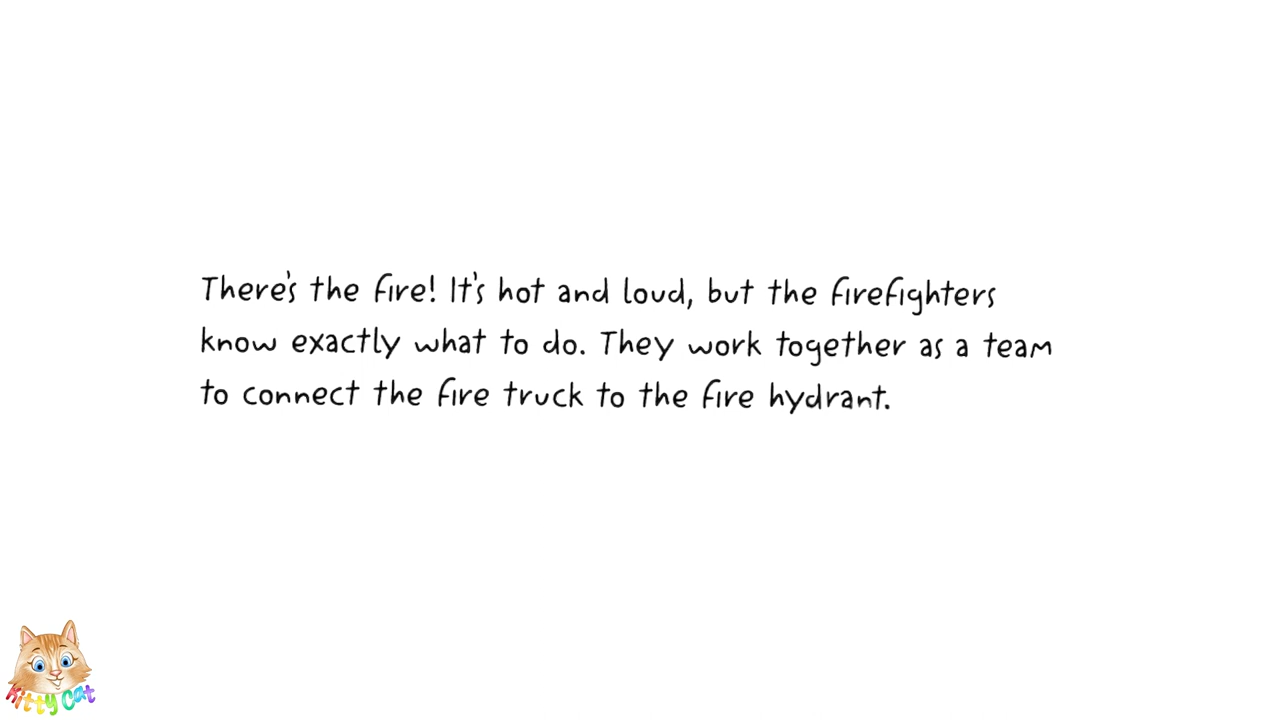 There's the fire! It's hot and loud, but the firefighters
know exactly what to do. They work together as a team
to connect the fire truck to the fire hydrant.
Kitty Cat